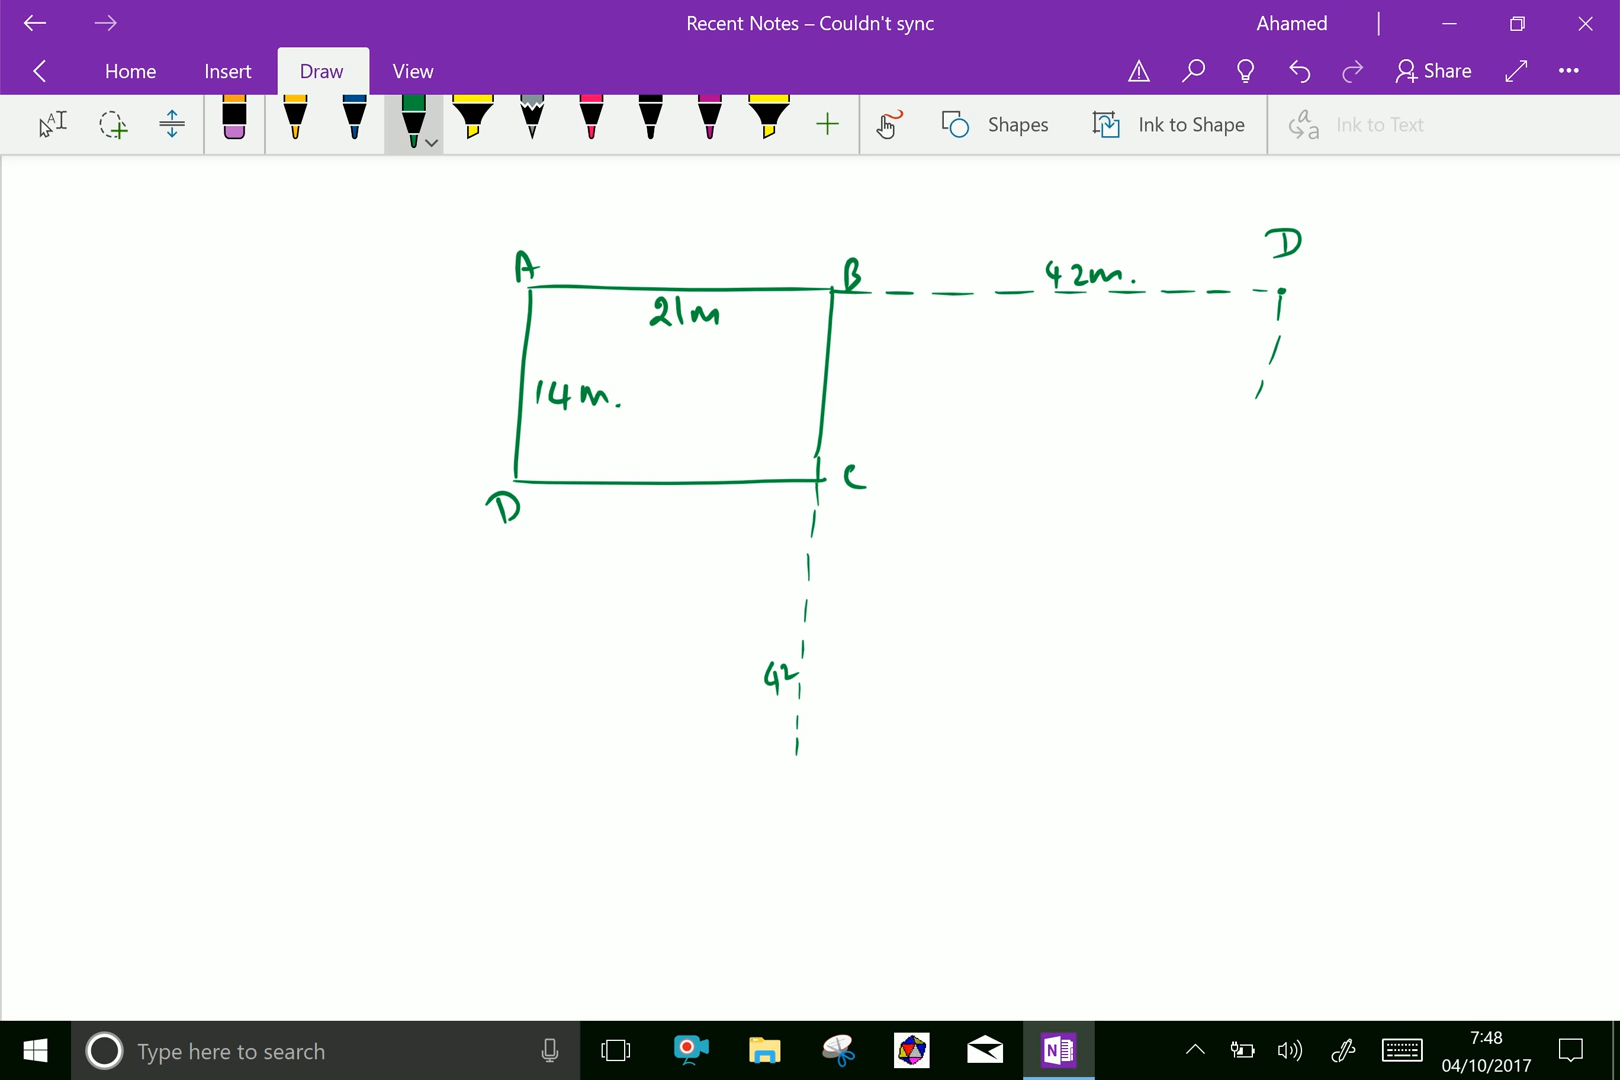 Recent Notes – Couldn't sync
Ahamed
Home Insert Draw View
Share
Shapes
Ink to Shape
Ink to Text
A
B
42m.
D
21m
14m.
C
D
42
Type here to search
7:48
04/10/2017